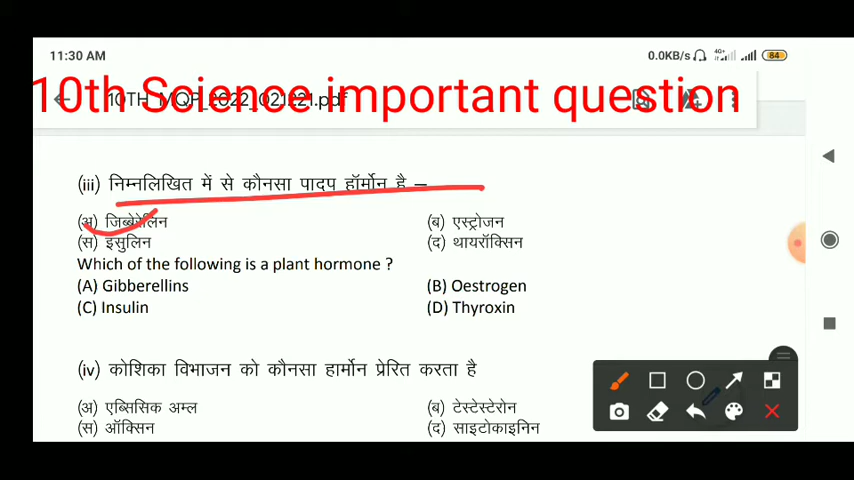 11:30 AM 0.0KB/s 4G+ 84
10th Science important question
10TH_MQP_2022_021221.pdf
(iii) निम्नलिखित में से कौनसा पादप हॉर्मोन है –
(अ) जिब्बेरेलिन (ब) एस्ट्रोजन
(स) इंसुलिन (द) थायरॉक्सिन
Which of the following is a plant hormone ?
(A) Gibberellins (B) Oestrogen
(C) Insulin (D) Thyroxin
(iv) कोशिका विभाजन को कौनसा हार्मोन प्रेरित करता है
(अ) एब्सिसिक अम्ल (ब) टेस्टेस्टेरोन
(स) ऑक्सिन (द) साइटोकाइनिन